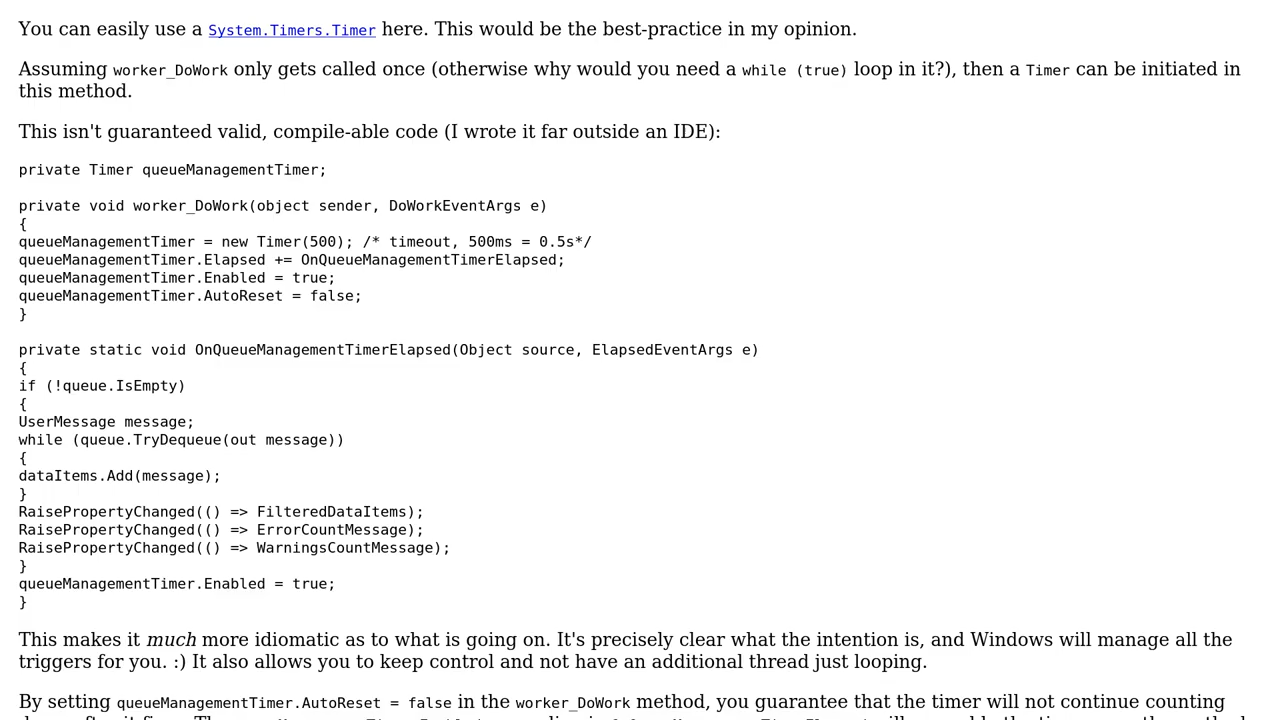 You can easily use a System.Timers.Timer here. This would be the best-practice in my opinion.
Assuming worker_DoWork only gets called once (otherwise why would you need a while (true) loop in it?), then a Timer can be initiated in
this method.
This isn't guaranteed valid, compile-able code (I wrote it far outside an IDE):
private Timer queueManagementTimer;
private void worker_DoWork(object sender, DoWorkEventArgs e)
{
queueManagementTimer = new Timer(500); /* timeout, 500ms = 0.5s*/
queueManagementTimer.Elapsed += OnQueueManagementTimerElapsed;
queueManagementTimer.Enabled = true;
queueManagementTimer.AutoReset = false;
}
private static void OnQueueManagementTimerElapsed(Object source, ElapsedEventArgs e)
{
if (!queue.IsEmpty)
{
UserMessage message;
while (queue.TryDequeue(out message))
{
dataItems.Add(message);
}
RaisePropertyChanged(() => FilteredDataItems);
RaisePropertyChanged(() => ErrorCountMessage);
RaisePropertyChanged(() => WarningsCountMessage);
}
queueManagementTimer.Enabled = true;
}
This makes it much more idiomatic as to what is going on. It's precisely clear what the intention is, and Windows will manage all the
triggers for you. :) It also allows you to keep control and not have an additional thread just looping.
By setting queueManagementTimer.AutoReset = false in the worker_DoWork method, you guarantee that the timer will not continue counting